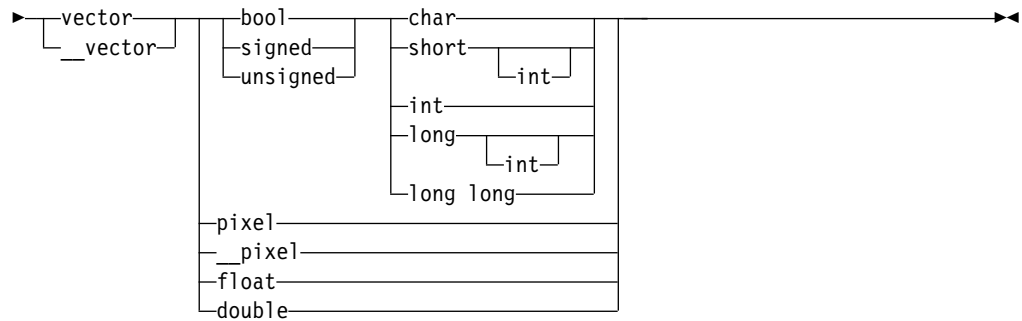 vector bool char
__vector signed short
unsigned int
int
long
int
long long
pixel
__pixel
float
double